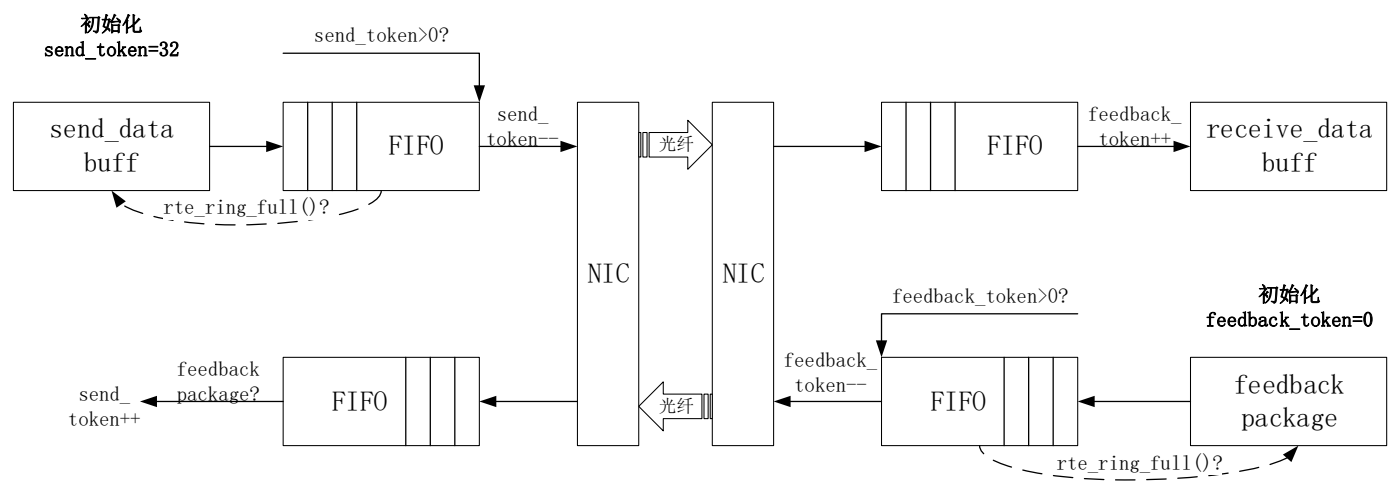 初始化
send_token=32
send_token>0?
send_data
buff
FIFO
send_
token--
光纤
FIFO
feedback_
token++
receive_data
buff
rte_ring_full()?
NIC
NIC
feedback_token>0?
初始化
feedback_token=0
feedback
package?
send_
token++
FIFO
光纤
feedback_
token--
FIFO
feedback
package
rte_ring_full()?